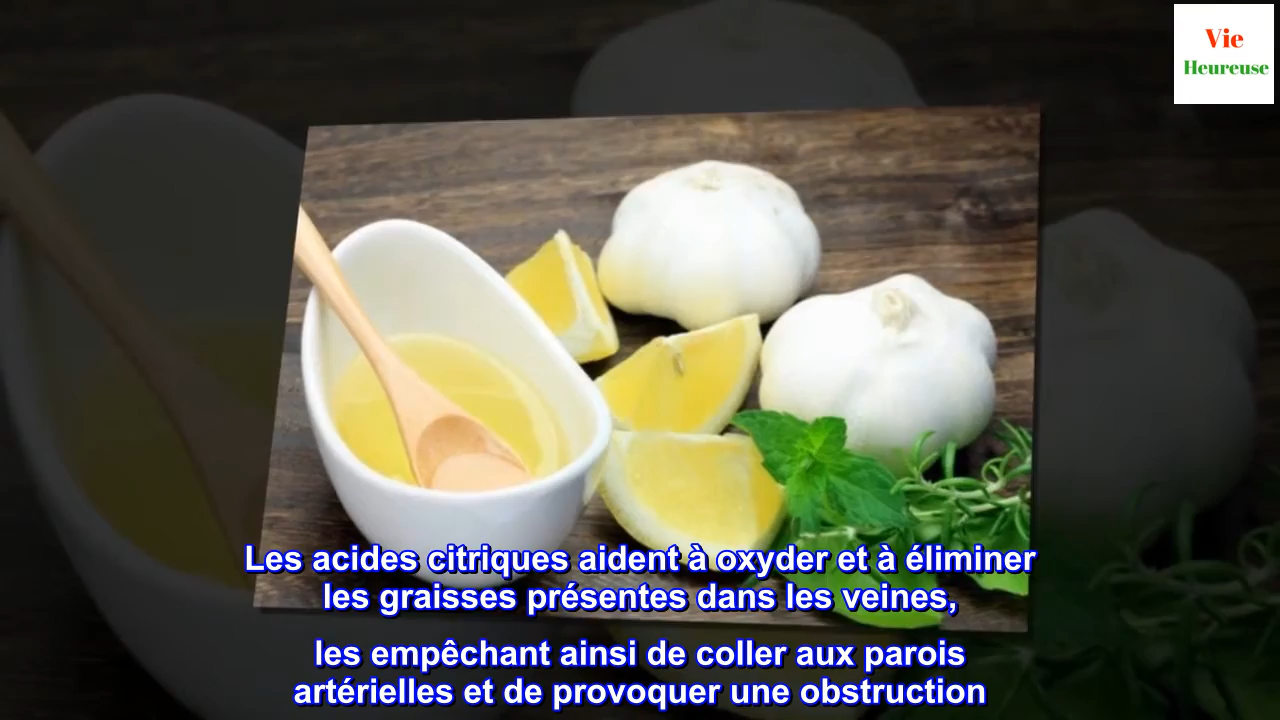 Vie
Heureuse
Les acides citriques aident à oxyder et à éliminer
les graisses présentes dans les veines,
les empêchant ainsi de coller aux parois
artérielles et de provoquer une obstruction